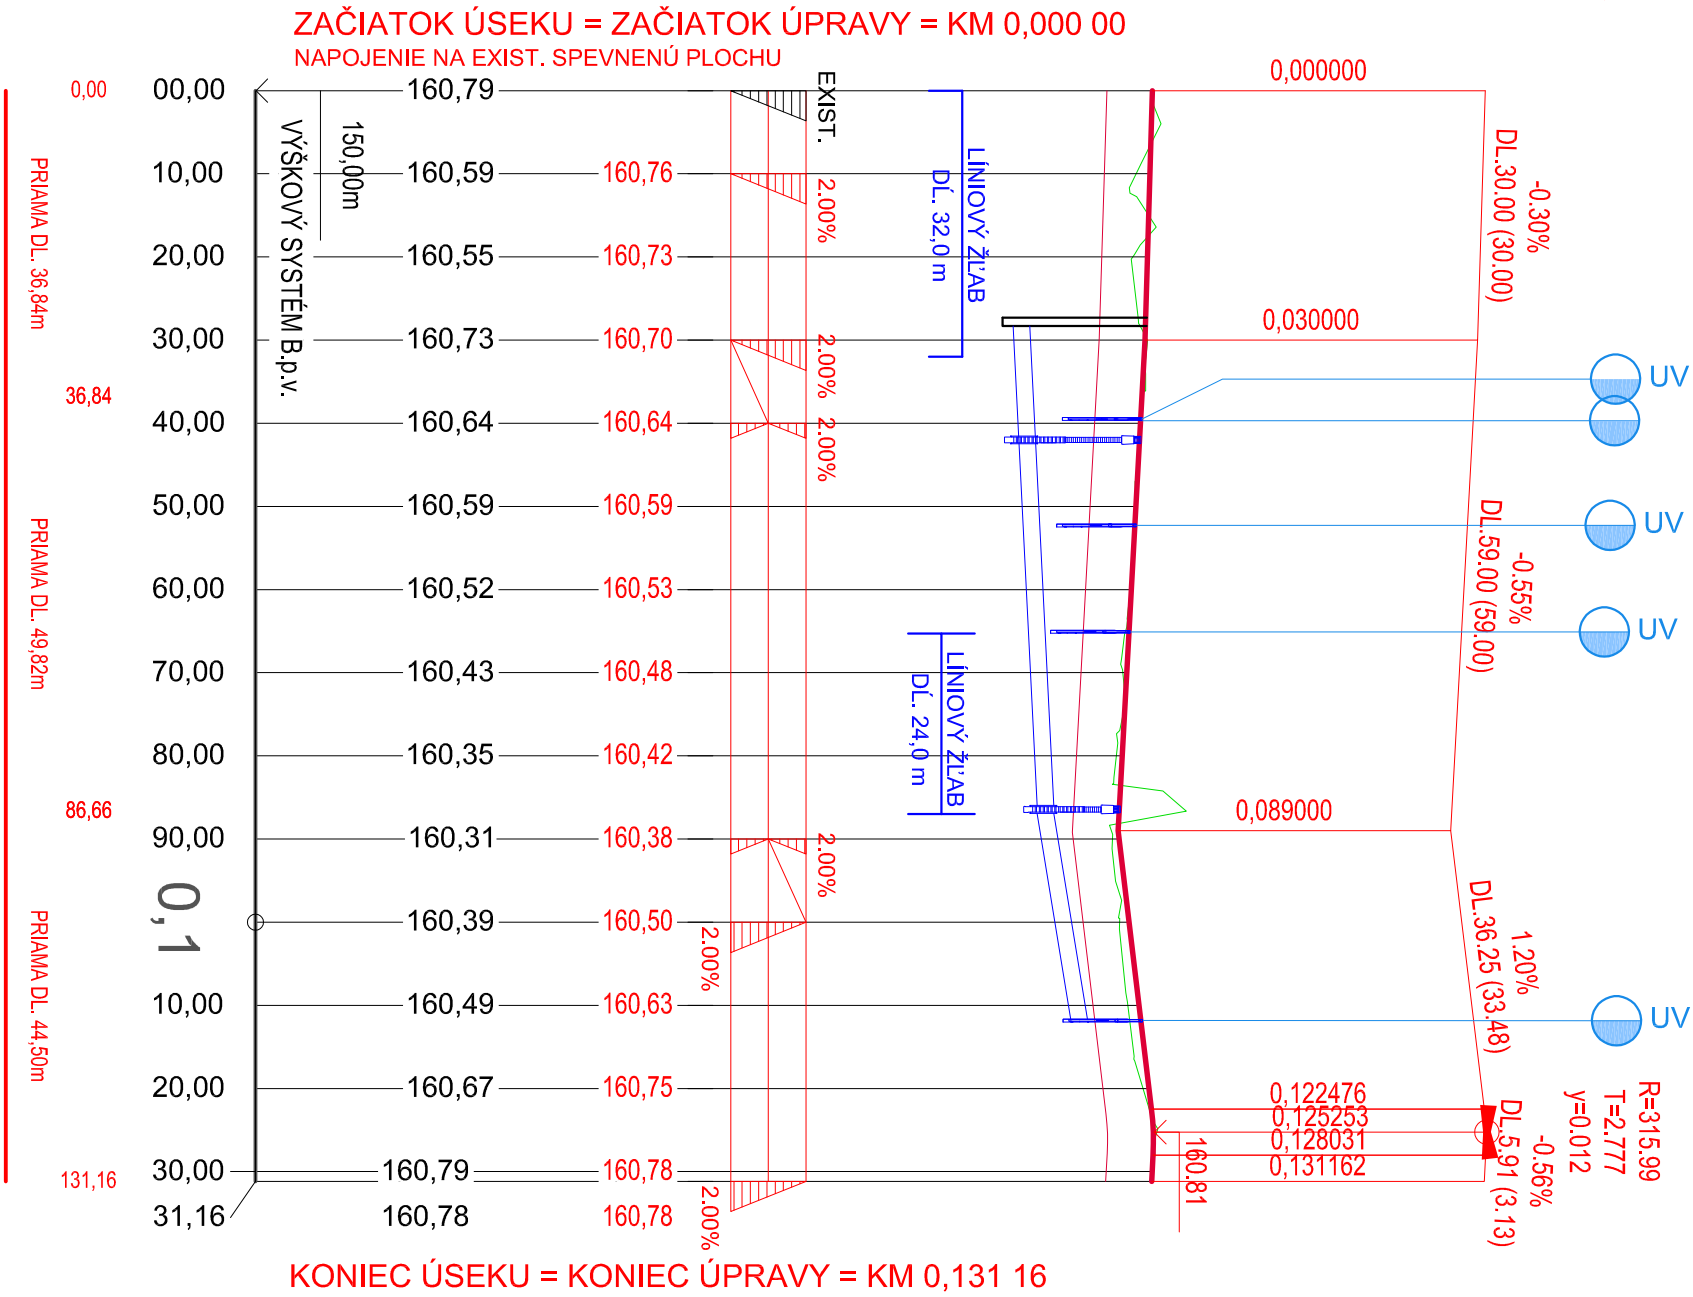 ZAČIATOK ÚSEKU = ZAČIATOK ÚPRAVY = KM 0,000 00
NAPOJENIE NA EXIST. SPEVNENÚ PLOCHU
0,00
36,84
86,66
131,16
PRIAMA DL. 36,84m
PRIAMA DL. 49,82m
PRIAMA DL. 44,50m
00,00 160,79
10,00 160,59 160,76
20,00 160,55 160,73
30,00 160,73 160,70
40,00 160,64 160,64
50,00 160,59 160,59
60,00 160,52 160,53
70,00 160,43 160,48
80,00 160,35 160,42
90,00 160,31 160,38
0,1 160,39 160,50
10,00 160,49 160,63
20,00 160,67 160,75
30,00 160,79 160,78
31,16 160,78 160,78
150,00m
VÝŠKOVÝ SYSTÉM B.p.v.
EXIST.
2.00%
2.00%
2.00%
2.00%
2.00%
2.00%
LÍNIOVÝ ŽĽAB
DĹ. 32,0 m
LÍNIOVÝ ŽĽAB
DĹ. 24,0 m
0,000000
0,030000
0,089000
0,122476
0,125253
0,128031
0,131162
160.81
-0.30%
DL.30.00 (30.00)
-0.55%
DL.59.00 (59.00)
1.20%
DL.36.25 (33.48)
-0.56%
DL.5.91 (3.13)
R=315.99
T=2.777
y=0.012
UV
UV
UV
UV
KONIEC ÚSEKU = KONIEC ÚPRAVY = KM 0,131 16